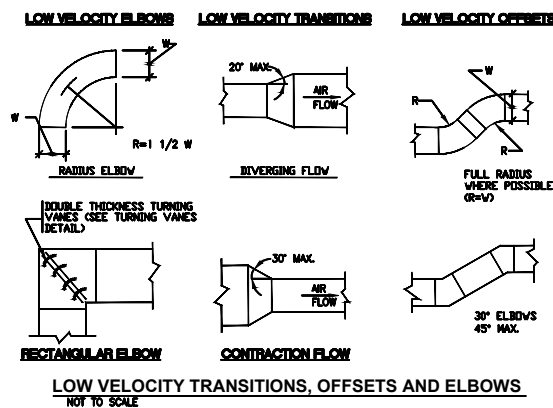 LOW VELOCITY ELBOWS
LOW VELOCITY TRANSITIONS
LOW VELOCITY OFFSETS
W
W
R=1 1/2 W
RADIUS ELBOW
20° MAX.
AIR
FLOW
DIVERGING FLOW
W
R
R
FULL RADIUS
WHERE POSSIBLE
(R=W)
DOUBLE THICKNESS TURNING
VANES (SEE TURNING VANES
DETAIL)
RECTANGULAR ELBOW
30° MAX.
AIR
FLOW
CONTRACTION FLOW
30° ELBOWS
45° MAX.
LOW VELOCITY TRANSITIONS, OFFSETS AND ELBOWS
NOT TO SCALE